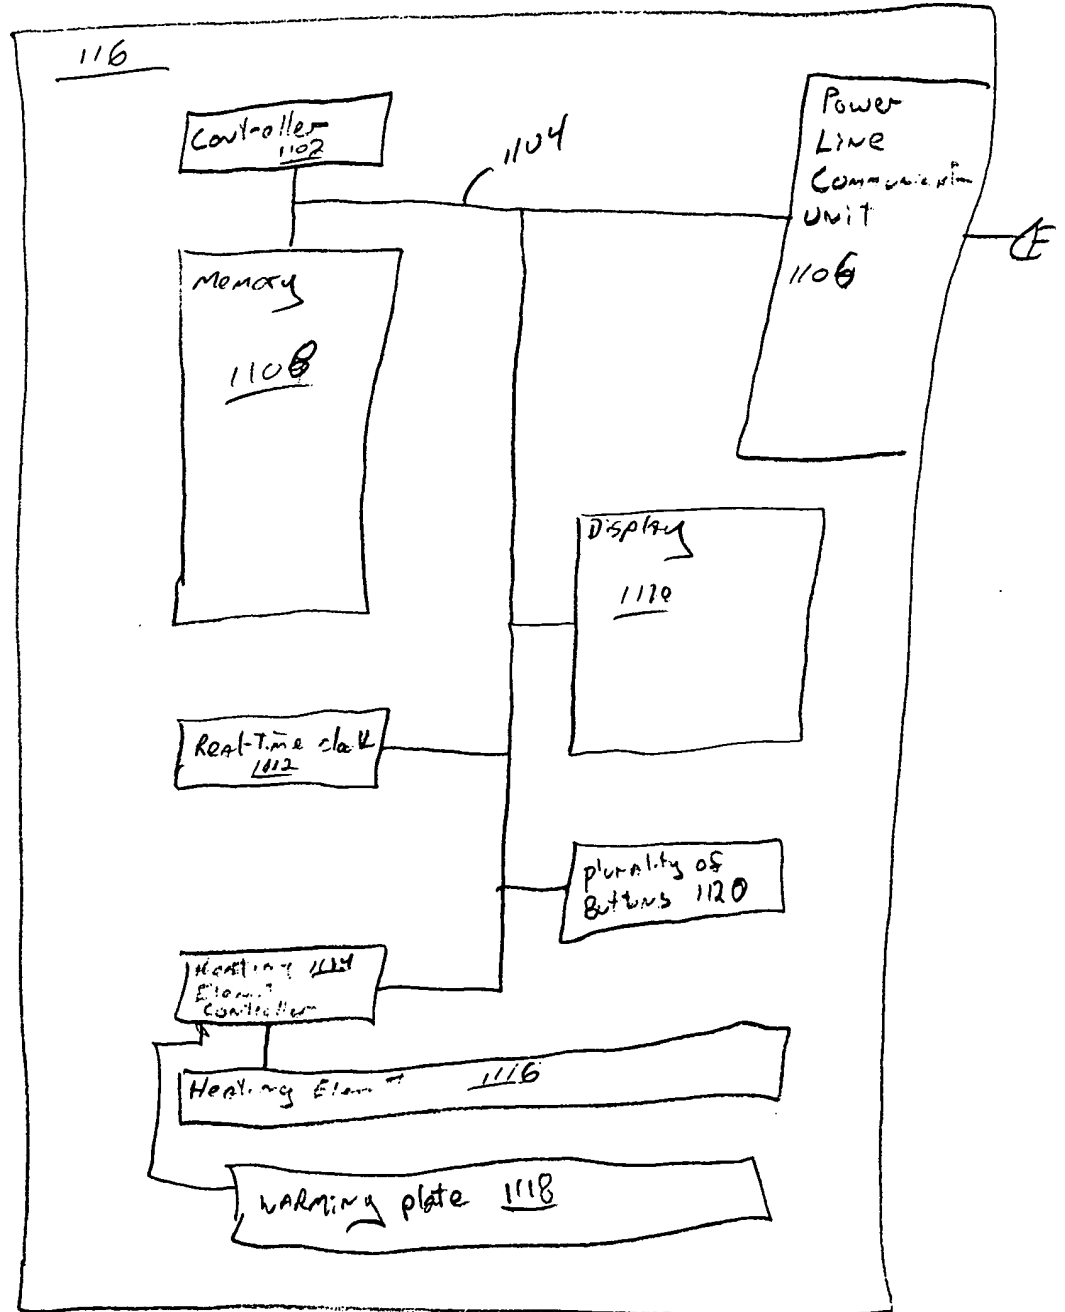 116
Controller
1102
1104
Power
Line
Communication
Unit
1106
Memory
1108
Display
1110
Real-Time clock
1112
plurality of
Buttons 1120
Heating 1114
Element
Controller
Heating Element 1116
WARMING plate 1118